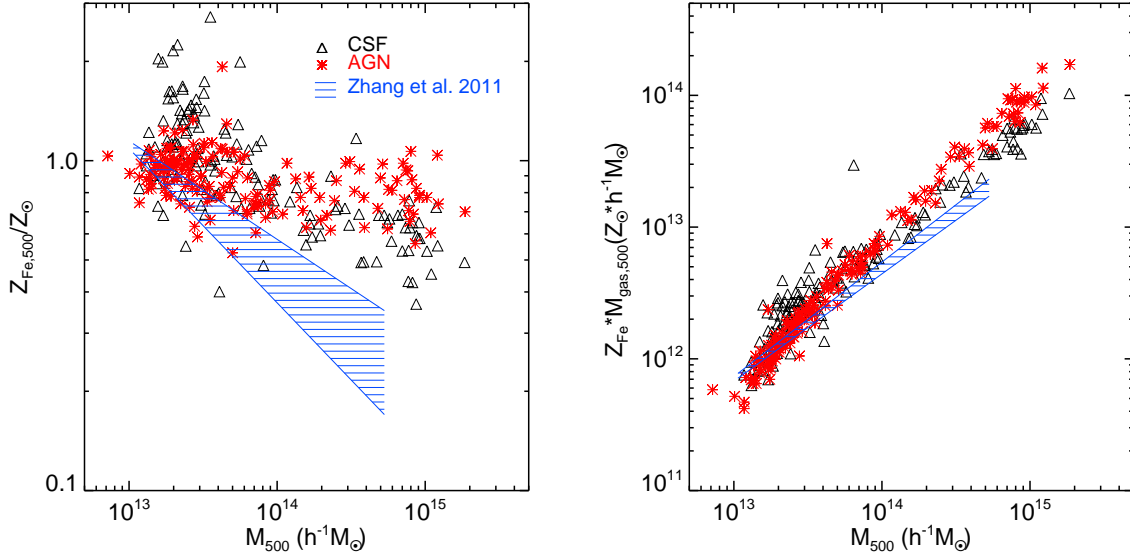 CSF
AGN
Zhang et al. 2011
1.0
0.1
Z_{Fe,500}/Z_⊙
10^{13}
10^{14}
10^{15}
M_{500} (h^{-1}M_⊙)
10^{14}
10^{13}
10^{12}
10^{11}
Z_{Fe}*M_{gas,500}(Z_⊙*h^{-1}M_⊙)
10^{13}
10^{14}
10^{15}
M_{500} (h^{-1}M_⊙)